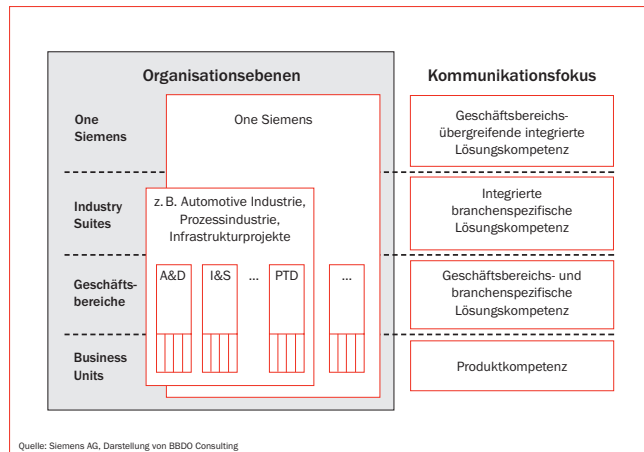 Organisationsebenen
Kommunikationsfokus
One
Siemens
One Siemens
Geschäftsbereichs-
übergreifende integrierte
Lösungskompetenz
Industry
Suites
z. B. Automotive Industrie,
Prozessindustrie,
Infrastrukturprojekte
Integrierte
branchenspezifische
Lösungskompetenz
Geschäfts-
bereiche
A&D
I&S
...
PTD
...
Geschäftsbereichs- und
branchenspezifische
Lösungskompetenz
Business
Units
Produktkompetenz
Quelle: Siemens AG, Darstellung von BBDO Consulting